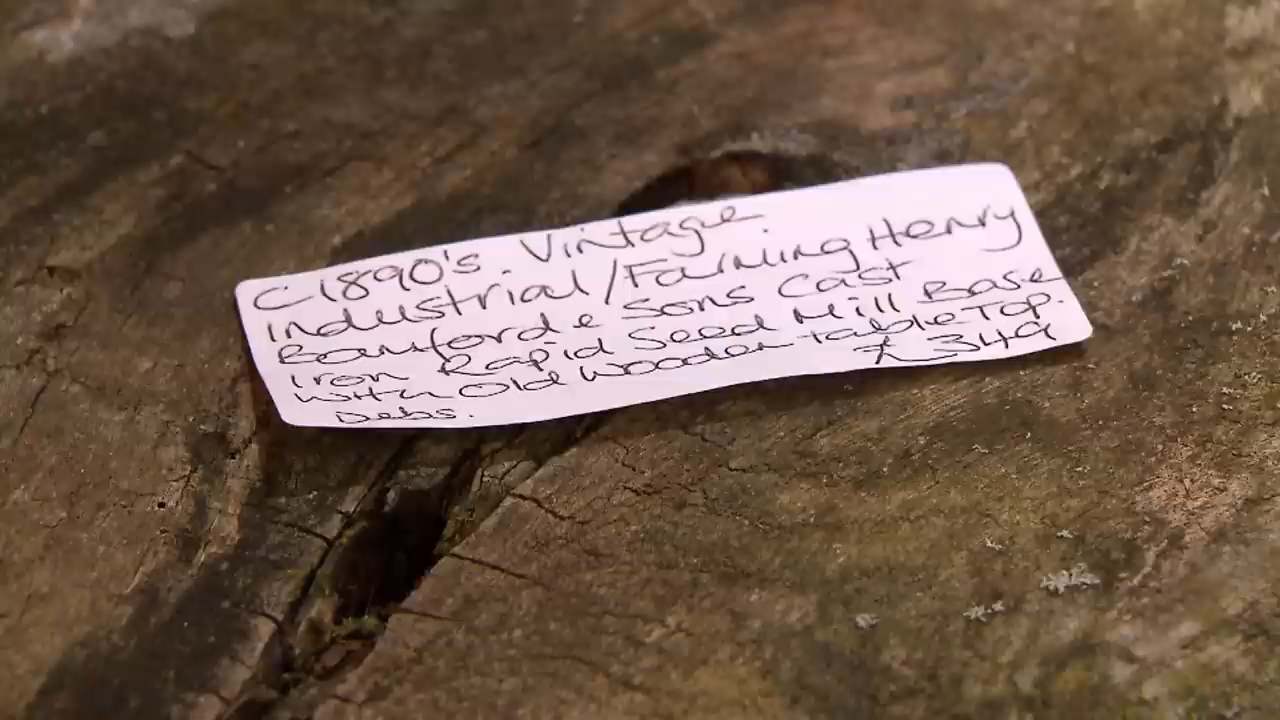 C1890's Vintage
Industrial/Farming Henry
Bamford & Sons Cast
Iron Rapid Seed Mill Base
With Old Wooden Table Top.
Debs. £349